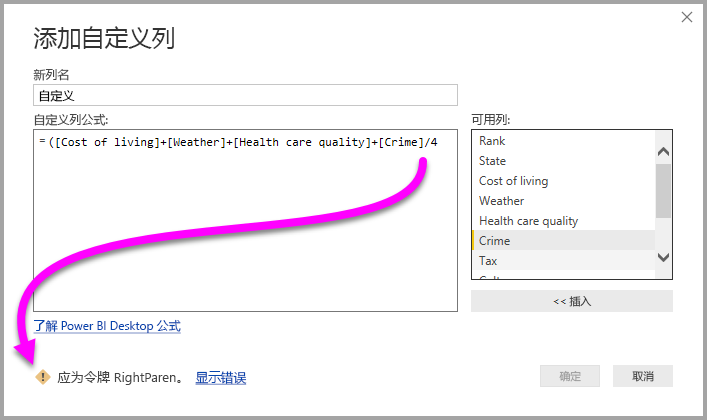 添加自定义列
新列名
自定义
自定义列公式:
=([Cost of living]+[Weather]+[Health care quality]+[Crime]/4
可用列:
Rank
State
Cost of living
Weather
Health care quality
Crime
Tax
<< 插入
了解 Power BI Desktop 公式
应为令牌 RightParen。 显示错误
确定 取消